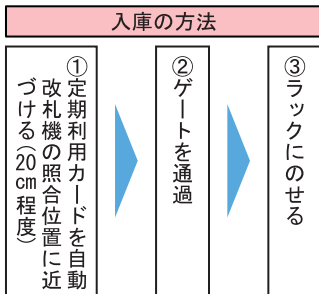 入庫の方法
①定期利用カードを自動
改札機の照合位置に近
づける(20cm程度)
②ゲートを通過
③ラックにのせる